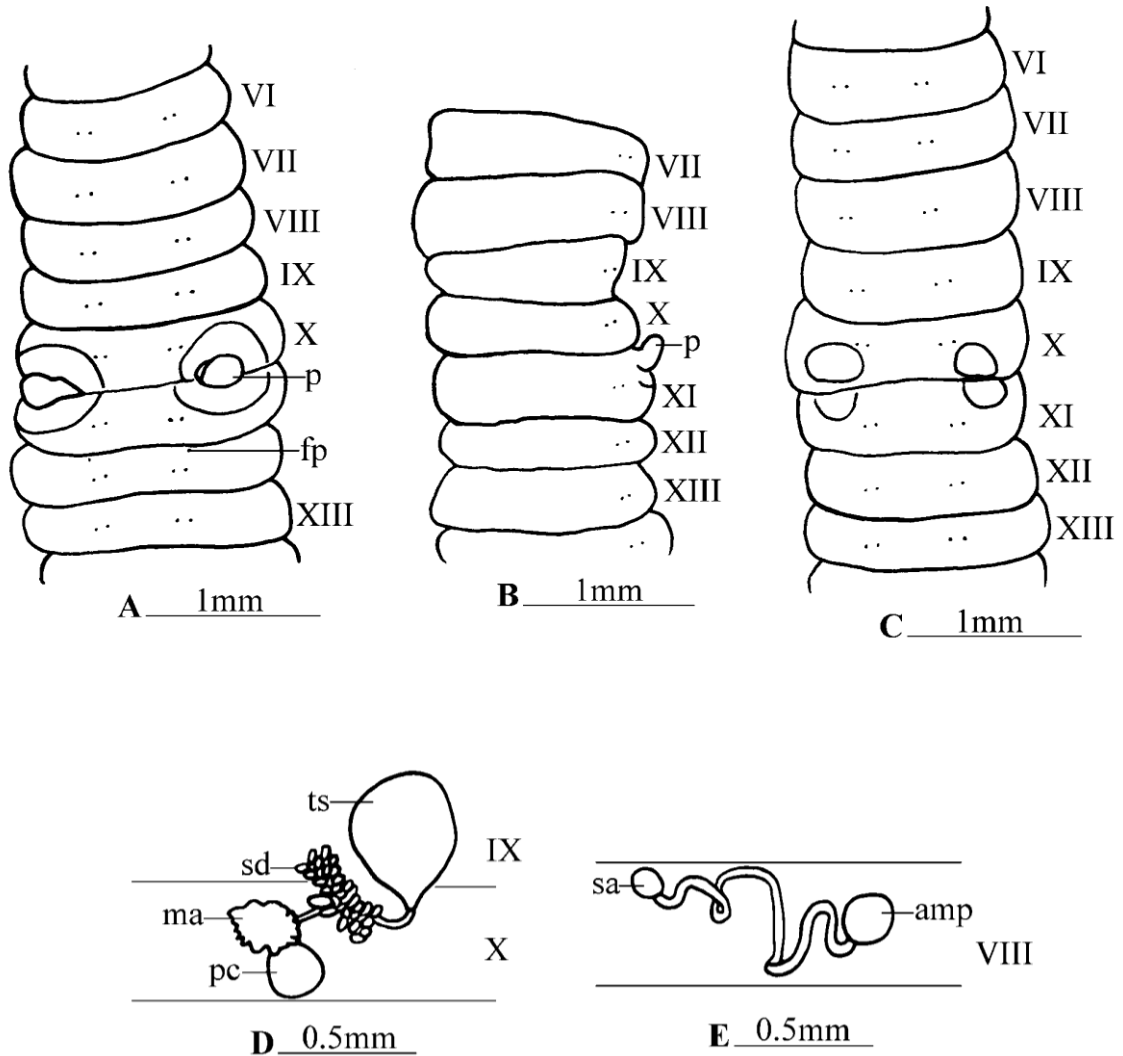 VI
VII
VIII
IX
X
p
fp
XIII
A 1mm
VII
VIII
IX
X
p
XI
XII
XIII
B 1mm
VI
VII
VIII
IX
X
XI
XII
XIII
C 1mm
ts
sd
IX
ma
pc
X
D 0.5mm
sa
amp
VIII
E 0.5mm